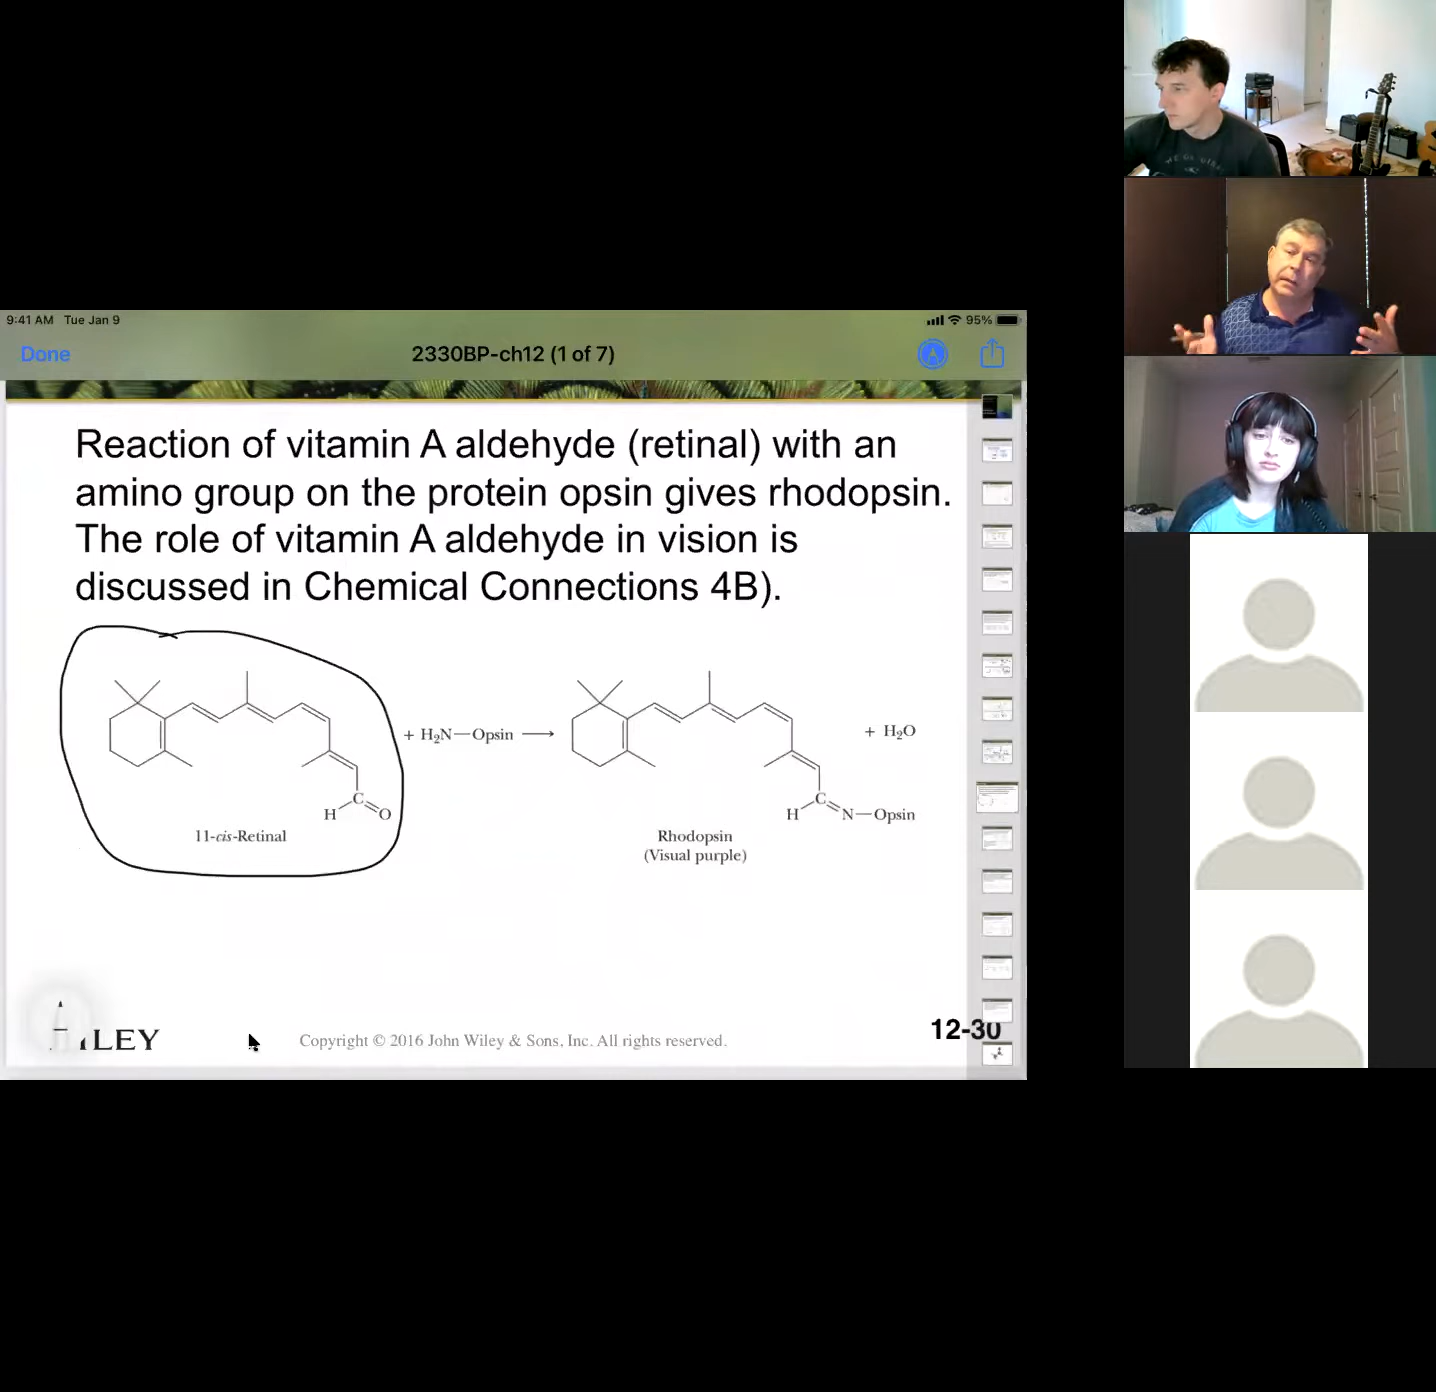 9:41 AM Tue Jan 9
95%
Done
2330BP-ch12 (1 of 7)
Reaction of vitamin A aldehyde (retinal) with an
amino group on the protein opsin gives rhodopsin.
The role of vitamin A aldehyde in vision is
discussed in Chemical Connections 4B).
+ H₂N—Opsin ⟶
+ H₂O
H C O
H C N—Opsin
11-cis-Retinal
Rhodopsin
(Visual purple)
LEY
Copyright © 2016 John Wiley & Sons, Inc. All rights reserved.
12-30